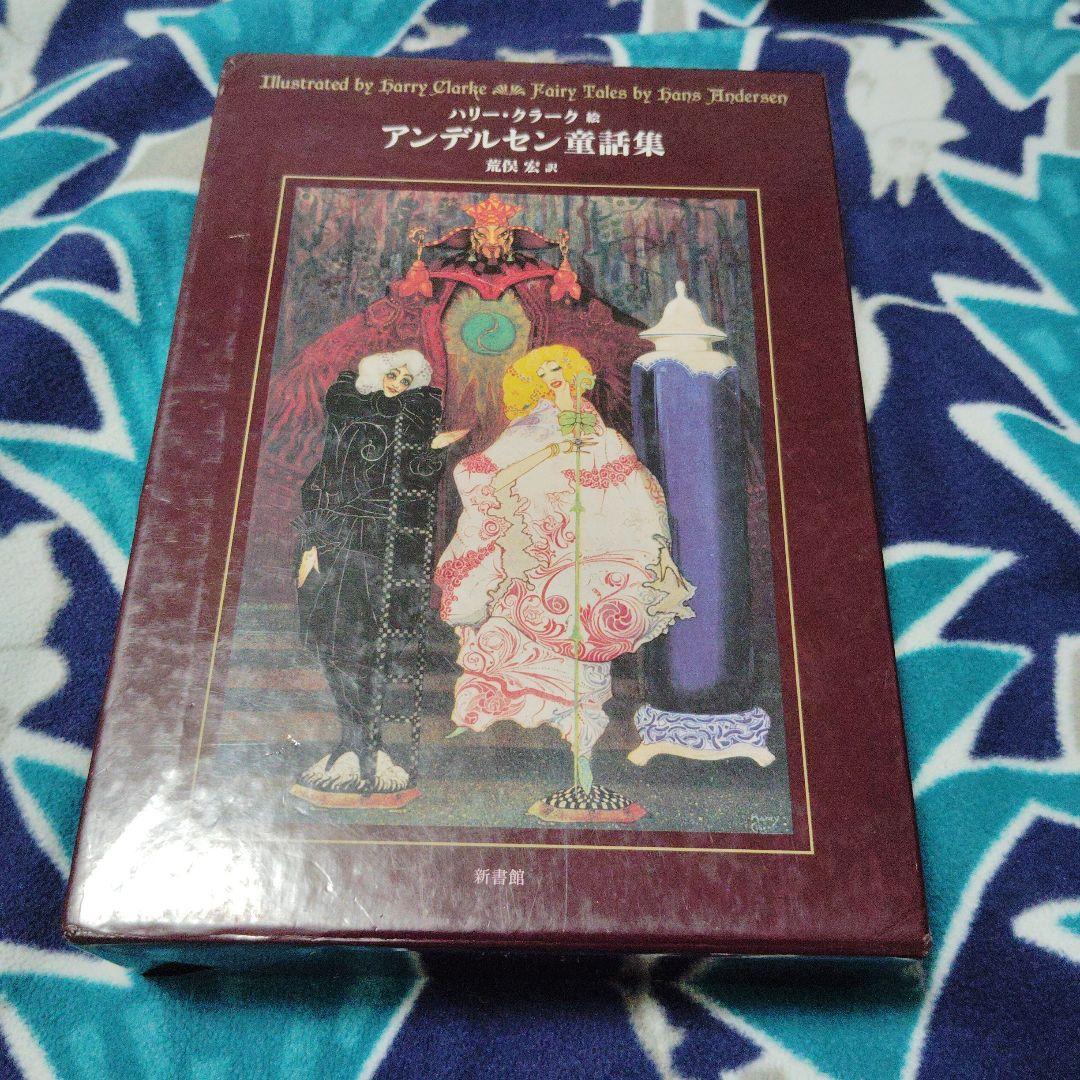 Illustrated by Harry Clarke Fairy Tales by Hans Andersen
ハリー・クラーク 絵
アンデルセン童話集
荒俣 宏 訳
新書館